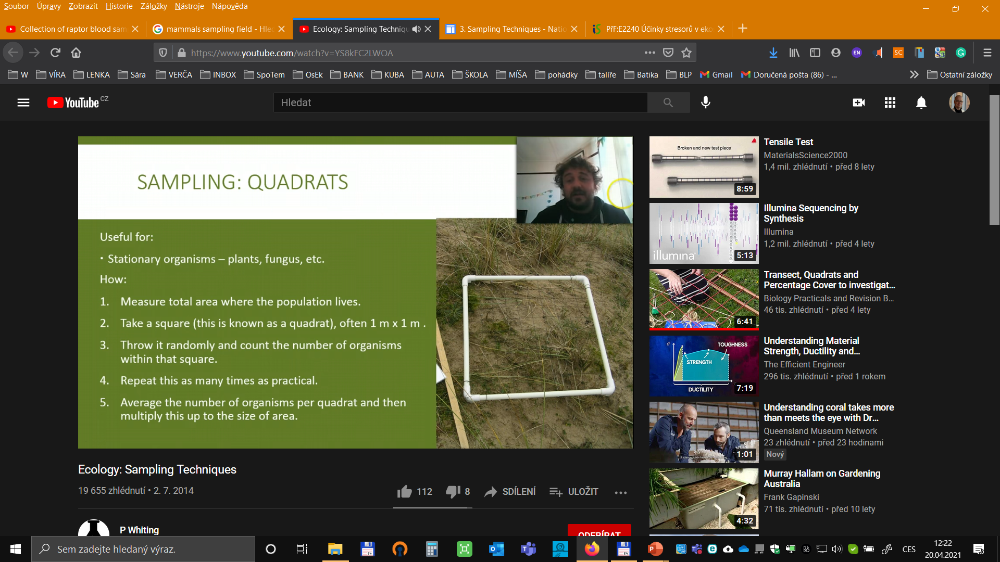 Soubor Úpravy Zobrazit Historie Záložky Nástroje Nápověda
Collection of raptor blood sam
mammals sampling field - Hled
Ecology: Sampling Techniqu
3. Sampling Techniques - Natio
PřF:E2240 Účinky stresorů v eko
https://www.youtube.com/watch?v=YS8kFC2LWOA
EN
SC
W VÍRA LENKA Sára VERČA INBOX SpoTem OsEk BANK KUBA AUTA ŠKOLA MÍŠA pohádky talíře Batika BLP Gmail Doručená pošta (86) - ... Ostatní záložky
YouTube CZ
Hledat
SAMPLING: QUADRATS
Useful for:
• Stationary organisms – plants, fungus, etc.
How:
1. Measure total area where the population lives.
2. Take a square (this is known as a quadrat), often 1 m x 1 m .
3. Throw it randomly and count the number of organisms
within that square.
4. Repeat this as many times as practical.
5. Average the number of organisms per quadrat and then
multiply this up to the size of area.
Ecology: Sampling Techniques
19 655 zhlédnutí • 2. 7. 2014
112 8 SDÍLENÍ ULOŽIT
P Whiting
ODEBÍRAT
Broken and new test piece
8:59
Tensile Test
MaterialsScience2000
1,4 mil. zhlédnutí • před 8 lety
illumina
5:13
Illumina Sequencing by
Synthesis
Illumina
1,2 mil. zhlédnutí • před 4 lety
6:41
Transect, Quadrats and
Percentage Cover to investigat...
Biology Practicals and Revision B...
46 tis. zhlédnutí • před 4 lety
TOUGHNESS
STRENGTH
DUCTILITY
σ
7:19
Understanding Material
Strength, Ductility and...
The Efficient Engineer
296 tis. zhlédnutí • před 1 rokem
1:01
Understanding coral takes more
than meets the eye with Dr...
Queensland Museum Network
23 zhlédnutí • před 23 hodinami
Nový
4:32
Murray Hallam on Gardening
Australia
Frank Gapinski
71 tis. zhlédnutí • před 10 lety
Sem zadejte hledaný výraz.
CES
12:22
20.04.2021